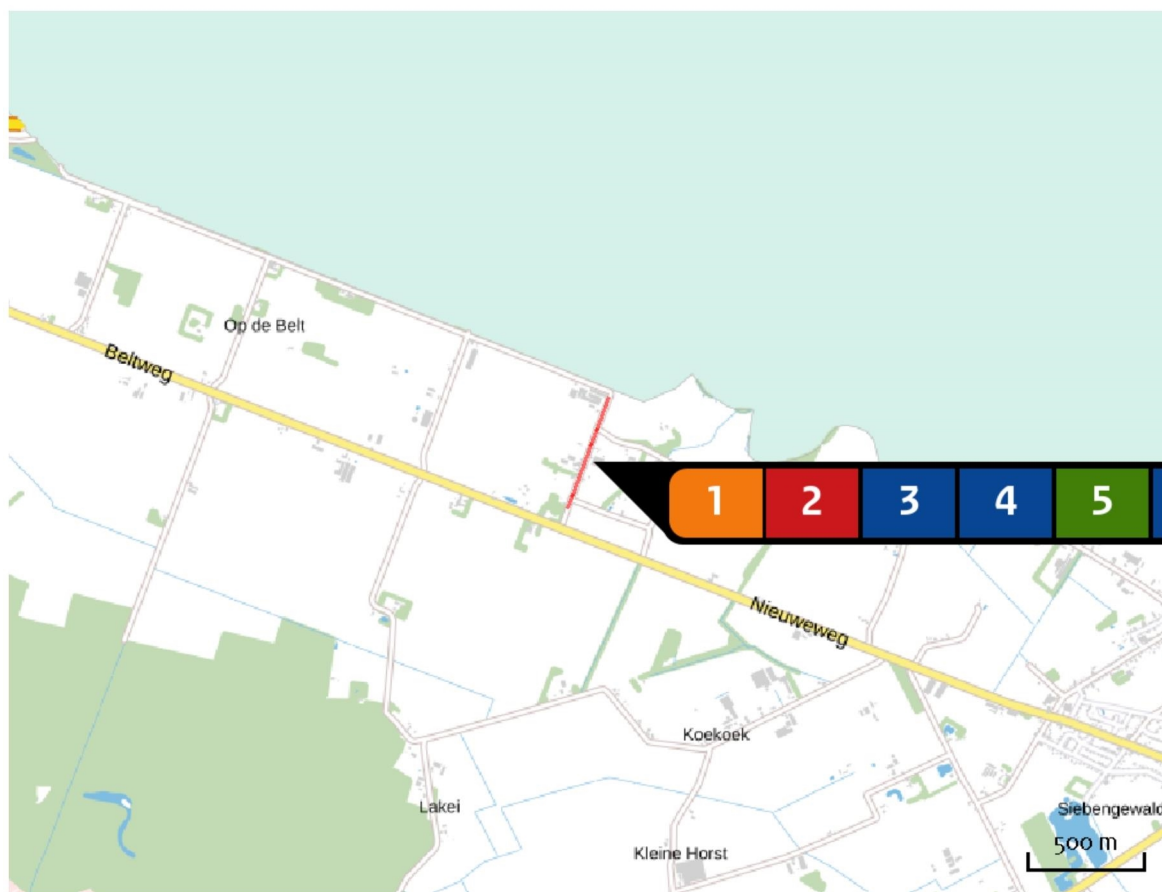 Op de Belt
Beltweg
1 2 3 4 5
Nieuweweg
Koekoek
Lakei
Siebengewald
500 m
Kleine Horst